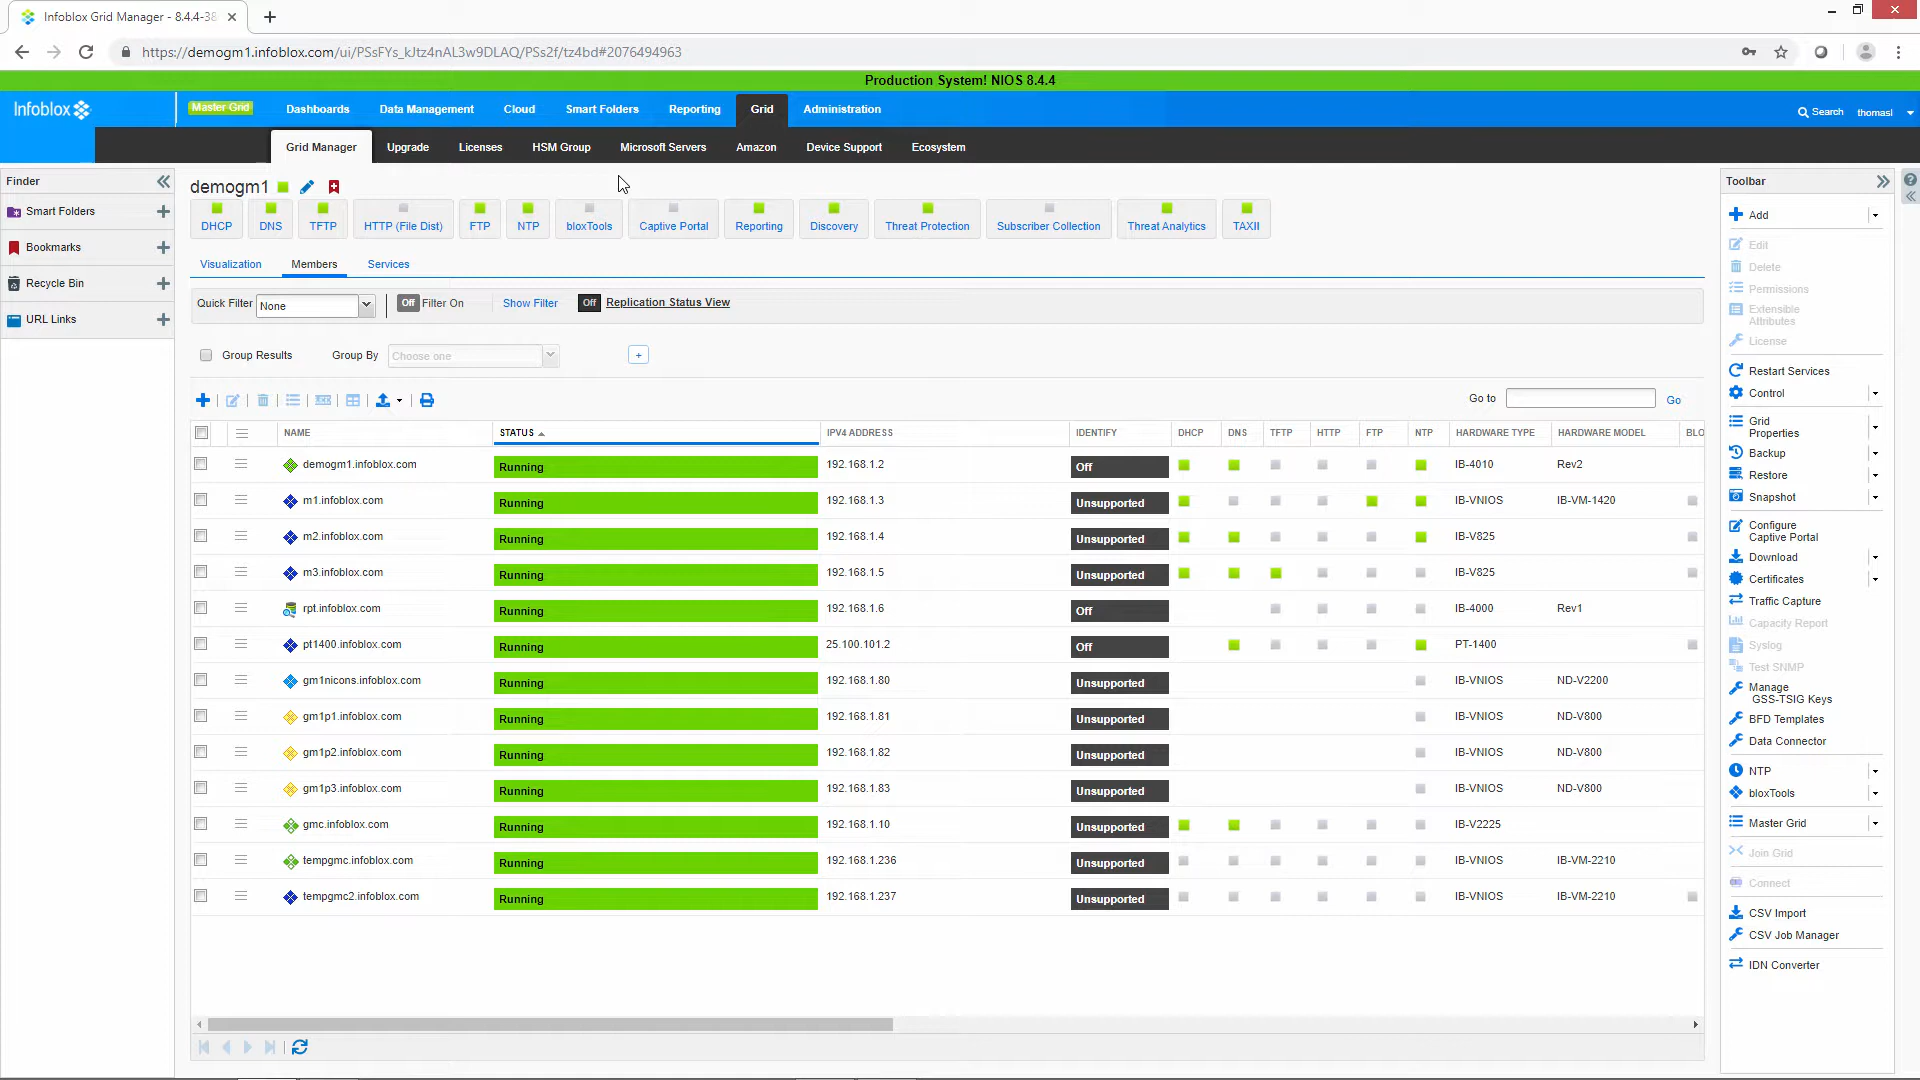 Infoblox Grid Manager - 8.4.4-38
https://demogm1.infoblox.com/ui/PSsFYs_kJtz4nAL3w9DLAQ/PSs2f/tz4bd#2076494963
Production System! NIOS 8.4.4
Infoblox
Master Grid
Dashboards Data Management Cloud Smart Folders Reporting Grid Administration
Search thomasl
Grid Manager Upgrade Licenses HSM Group Microsoft Servers Amazon Device Support Ecosystem
Finder
Smart Folders
Bookmarks
Recycle Bin
URL Links
demogm1
DHCP DNS TFTP HTTP (File Dist) FTP NTP bloxTools Captive Portal Reporting Discovery Threat Protection Subscriber Collection Threat Analytics TAXII
Visualization Members Services
Quick Filter None Off Filter On Show Filter Off Replication Status View
Group Results Group By Choose one +
Go to Go
NAME STATUS IPV4 ADDRESS IDENTIFY DHCP DNS TFTP HTTP FTP NTP HARDWARE TYPE HARDWARE MODEL BLO
demogm1.infoblox.com Running 192.168.1.2 Off IB-4010 Rev2
m1.infoblox.com Running 192.168.1.3 Unsupported IB-VNIOS IB-VM-1420
m2.infoblox.com Running 192.168.1.4 Unsupported IB-V825
m3.infoblox.com Running 192.168.1.5 Unsupported IB-V825
rpt.infoblox.com Running 192.168.1.6 Off IB-4000 Rev1
pt1400.infoblox.com Running 25.100.101.2 Off PT-1400
gm1nicons.infoblox.com Running 192.168.1.80 Unsupported IB-VNIOS ND-V2200
gm1p1.infoblox.com Running 192.168.1.81 Unsupported IB-VNIOS ND-V800
gm1p2.infoblox.com Running 192.168.1.82 Unsupported IB-VNIOS ND-V800
gm1p3.infoblox.com Running 192.168.1.83 Unsupported IB-VNIOS ND-V800
gmc.infoblox.com Running 192.168.1.10 Unsupported IB-V2225
tempgmc.infoblox.com Running 192.168.1.236 Unsupported IB-VNIOS IB-VM-2210
tempgmc2.infoblox.com Running 192.168.1.237 Unsupported IB-VNIOS IB-VM-2210
Toolbar
Add
Edit
Delete
Permissions
Extensible
Attributes
License
Restart Services
Control
Grid
Properties
Backup
Restore
Snapshot
Configure
Captive Portal
Download
Certificates
Traffic Capture
Capacity Report
Syslog
Test SNMP
Manage
GSS-TSIG Keys
BFD Templates
Data Connector
NTP
bloxTools
Master Grid
Join Grid
Connect
CSV Import
CSV Job Manager
IDN Converter